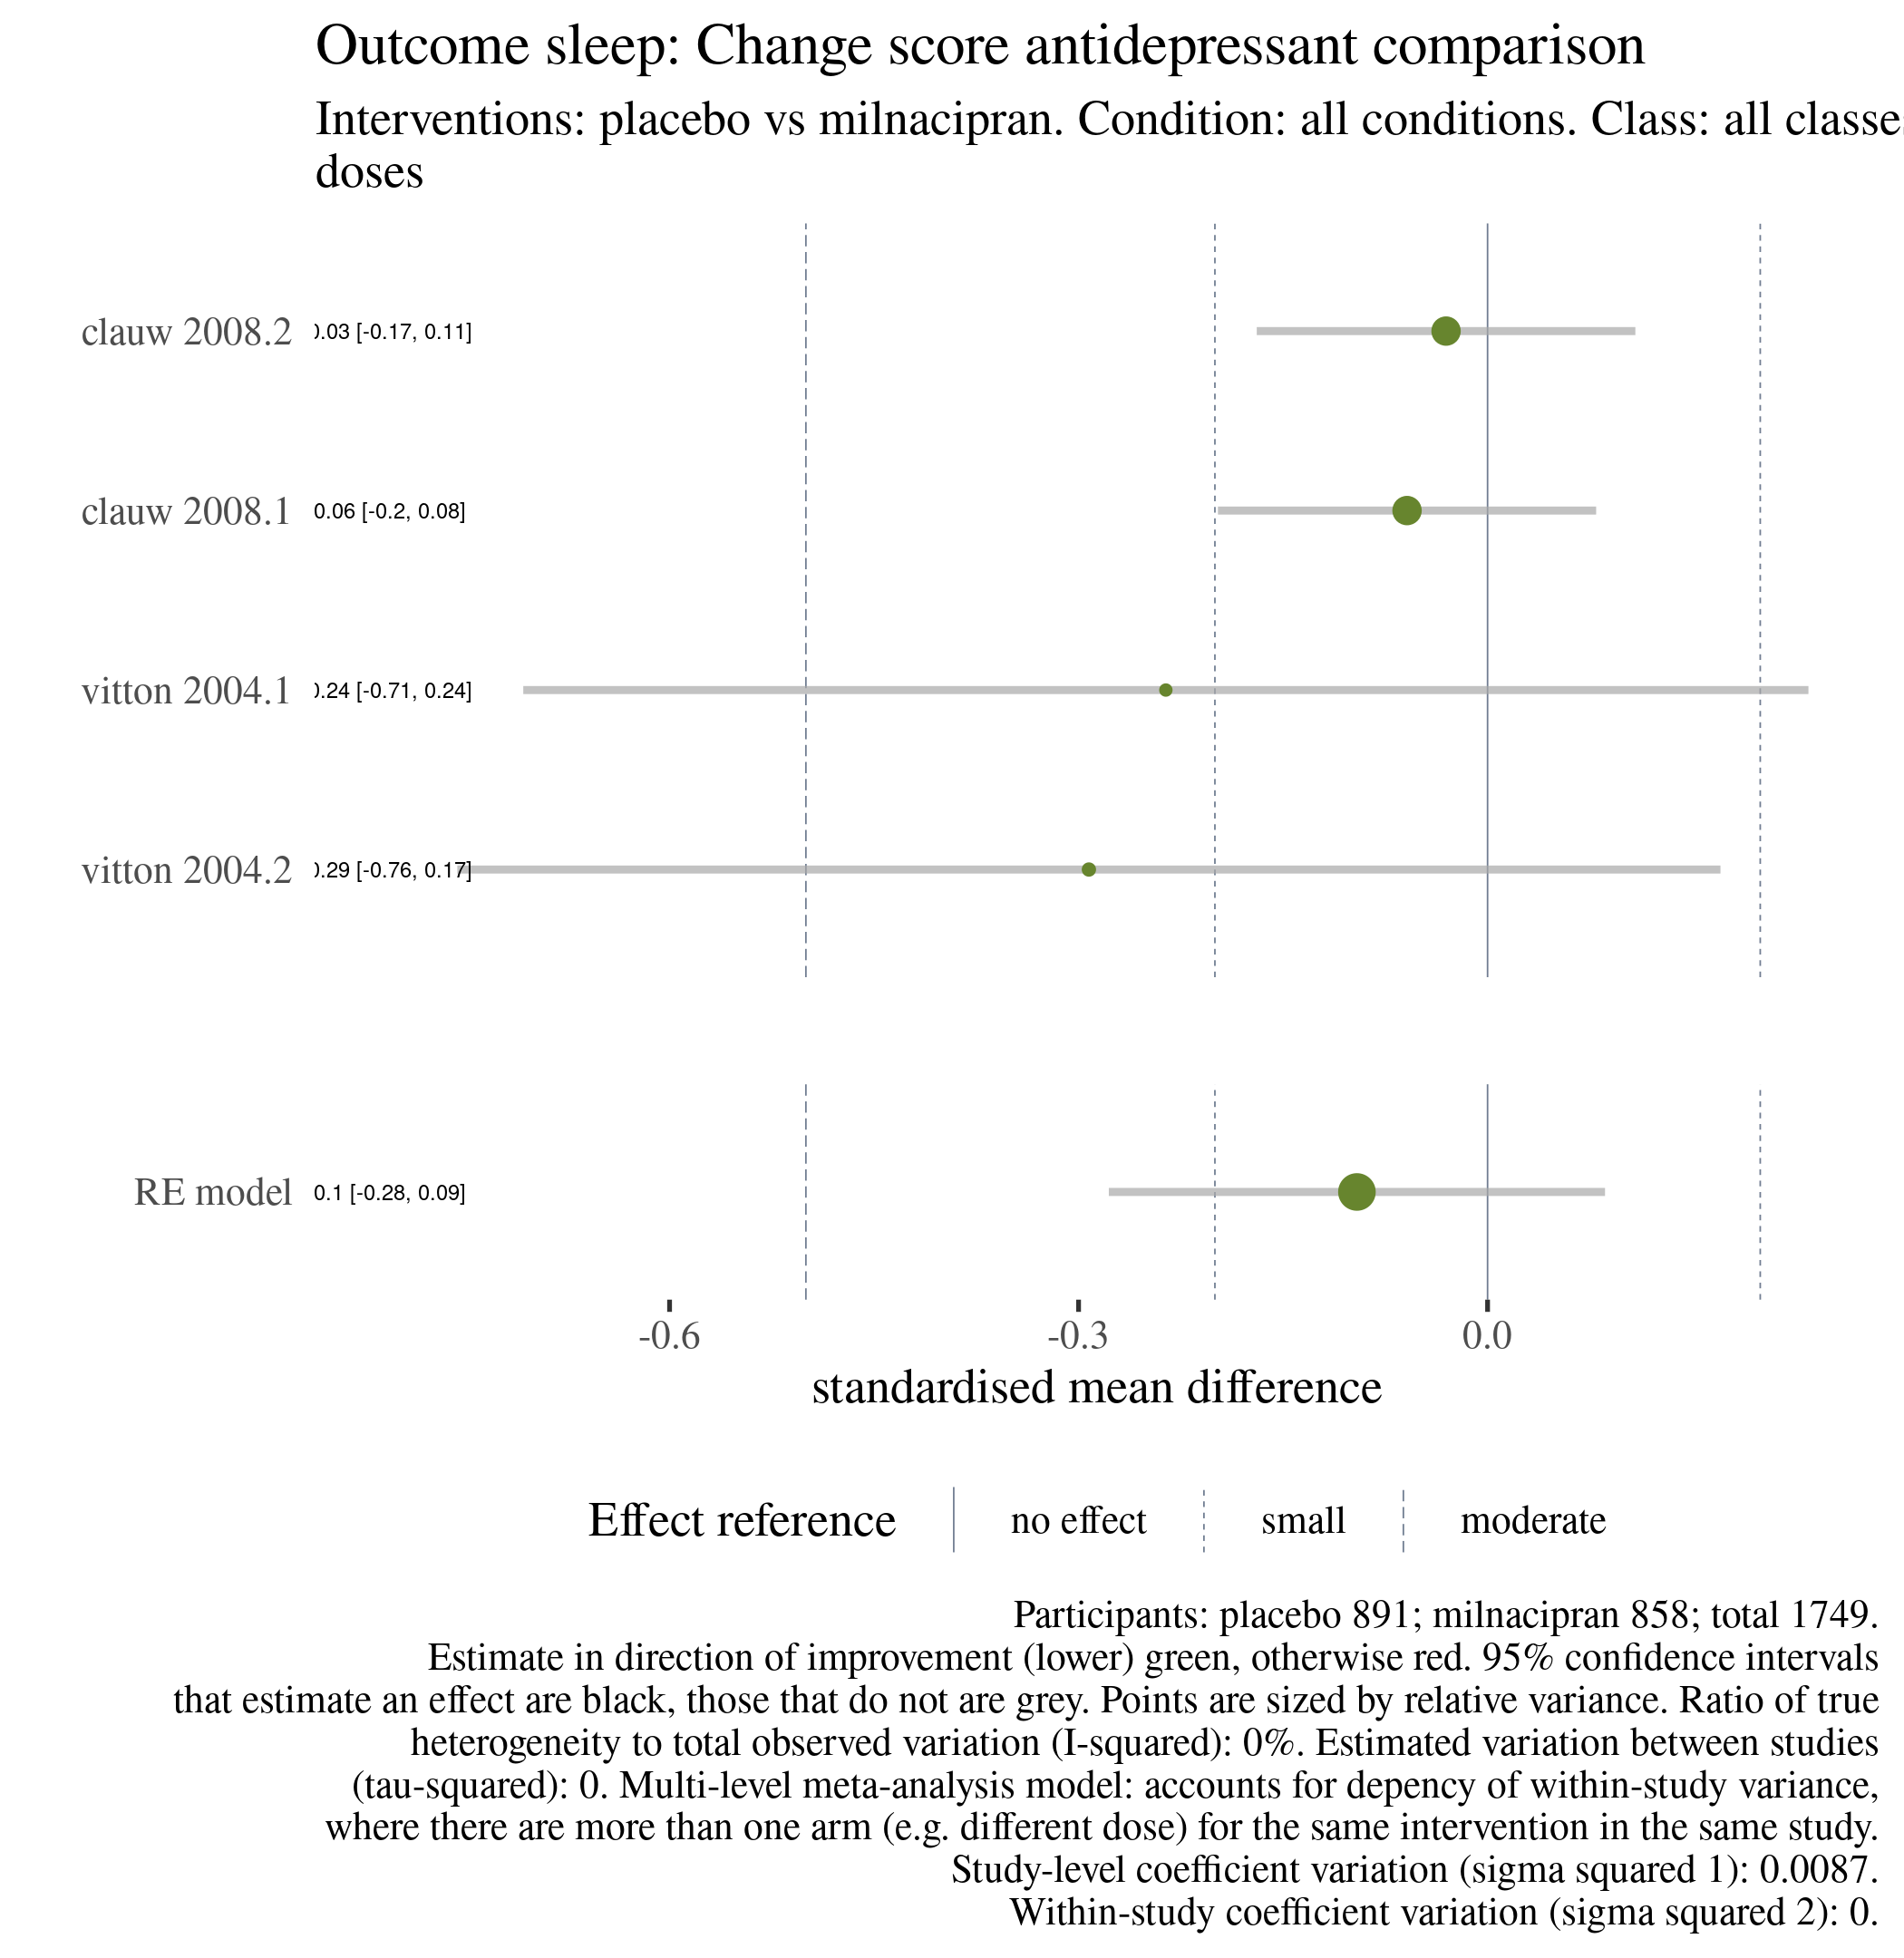 Outcome sleep: Change score antidepressant comparison
Interventions: placebo vs milnacipran. Condition: all conditions. Class: all classe
doses
clauw 2008.2 0.03 [-0.17, 0.11]
clauw 2008.1 0.06 [-0.2, 0.08]
vitton 2004.1 0.24 [-0.71, 0.24]
vitton 2004.2 0.29 [-0.76, 0.17]
RE model 0.1 [-0.28, 0.09]
-0.6 -0.3 0.0
standardised mean difference
Effect reference no effect small moderate
Participants: placebo 891; milnacipran 858; total 1749.
Estimate in direction of improvement (lower) green, otherwise red. 95% confidence intervals
that estimate an effect are black, those that do not are grey. Points are sized by relative variance. Ratio of true
heterogeneity to total observed variation (I-squared): 0%. Estimated variation between studies
(tau-squared): 0. Multi-level meta-analysis model: accounts for depency of within-study variance,
where there are more than one arm (e.g. different dose) for the same intervention in the same study.
Study-level coefficient variation (sigma squared 1): 0.0087.
Within-study coefficient variation (sigma squared 2): 0.